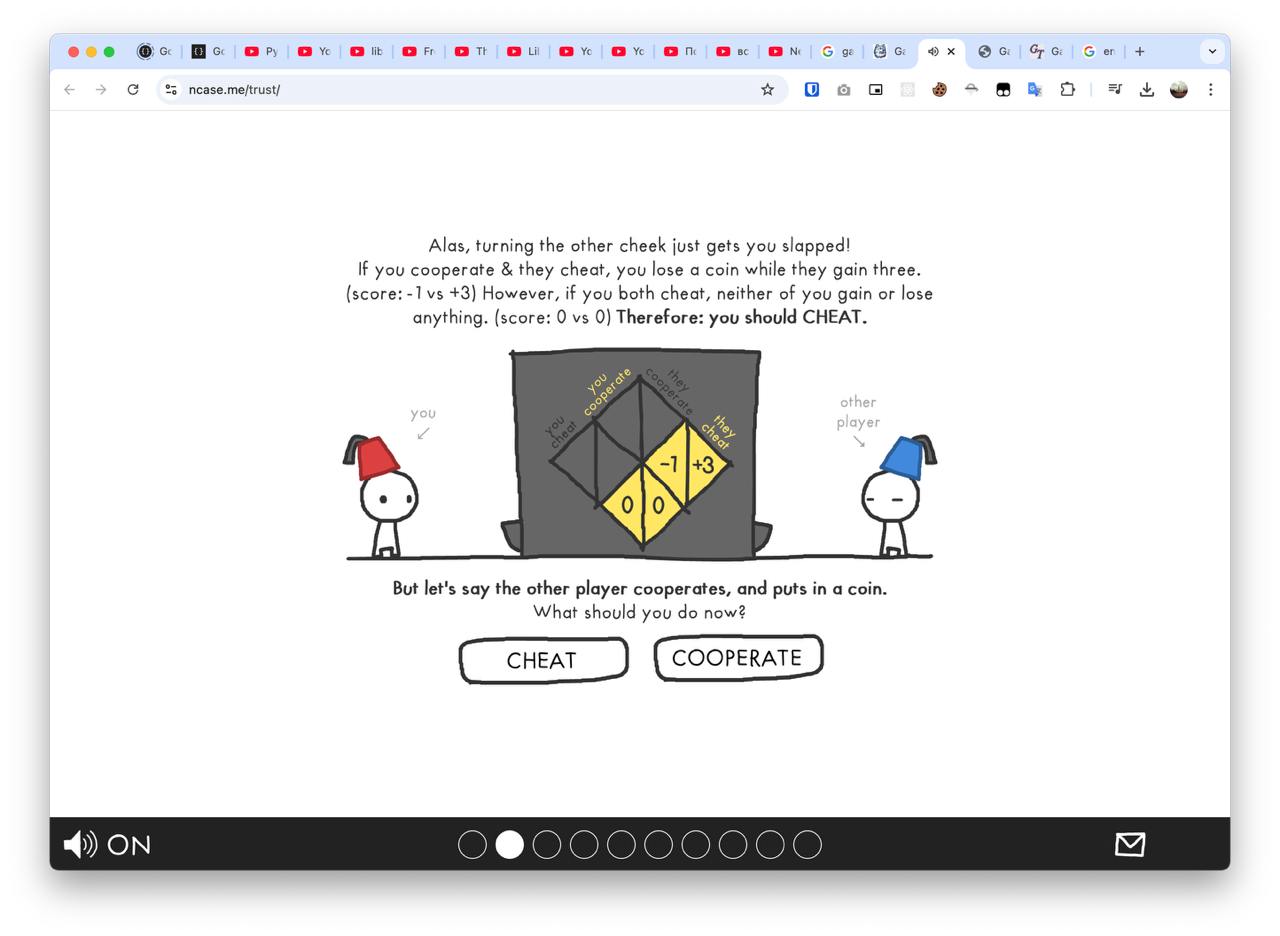 Gc
Gc
Py
Yc
lib
Fr
Th
Lil
Yc
Yc
Пс
вс
Ne
ga
Ga
Ga
Ga
en
ncase.me/trust/
Alas, turning the other cheek just gets you slapped!
If you cooperate & they cheat, you lose a coin while they gain three.
(score: -1 vs +3) However, if you both cheat, neither of you gain or lose
anything. (score: 0 vs 0) Therefore: you should CHEAT.
you
cheat
you
cooperate
they
cooperate
they
cheat
-1 +3
0 0
you
other
player
But let's say the other player cooperates, and puts in a coin.
What should you do now?
CHEAT
COOPERATE
ON